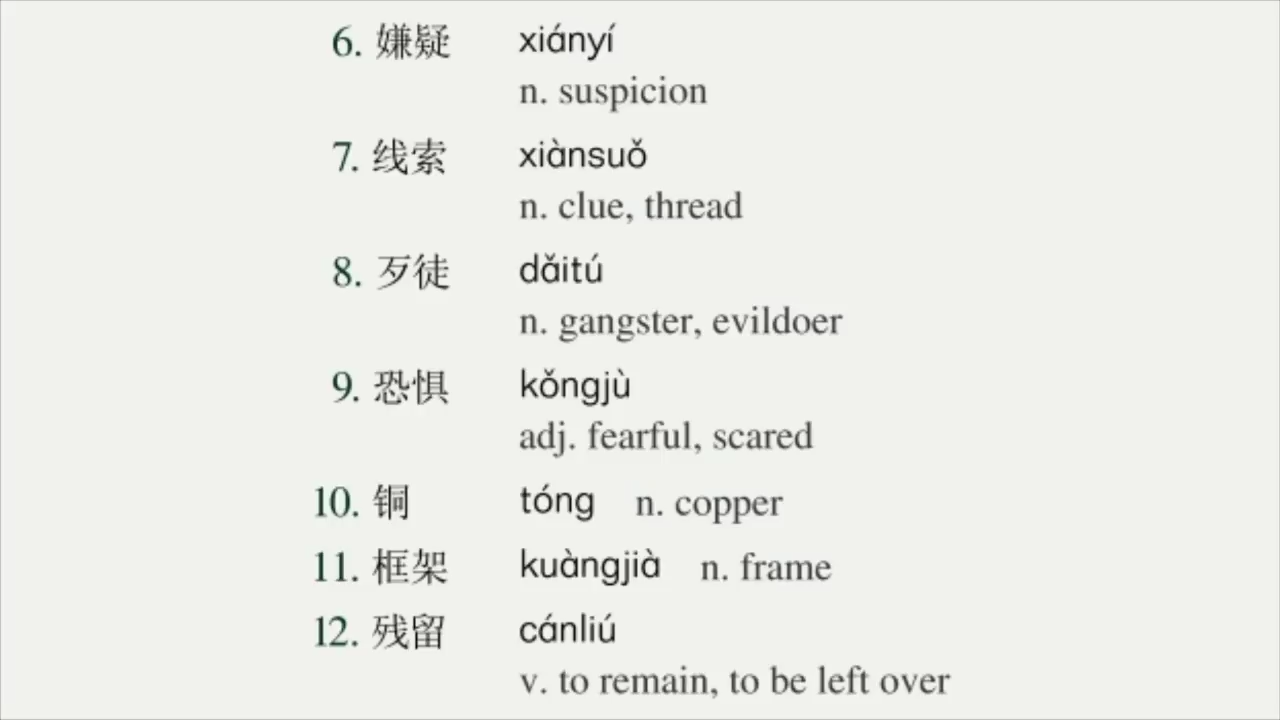 6. 嫌疑 xiányí
n. suspicion
7. 线索 xiànsuǒ
n. clue, thread
8. 歹徒 dǎitú
n. gangster, evildoer
9. 恐惧 kǒngjù
adj. fearful, scared
10. 铜 tóng n. copper
11. 框架 kuàngjià n. frame
12. 残留 cánliú
v. to remain, to be left over